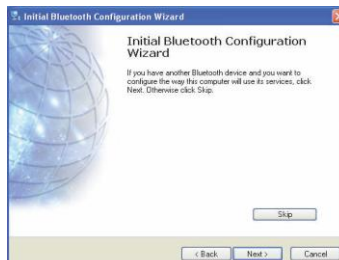 Initial Bluetooth Configuration Wizard
Initial Bluetooth Configuration
Wizard
If you have another Bluetooth device and you want to
configure the way this computer will use its services, click
Next. Otherwise click Skip.
Skip
< Back Next > Cancel